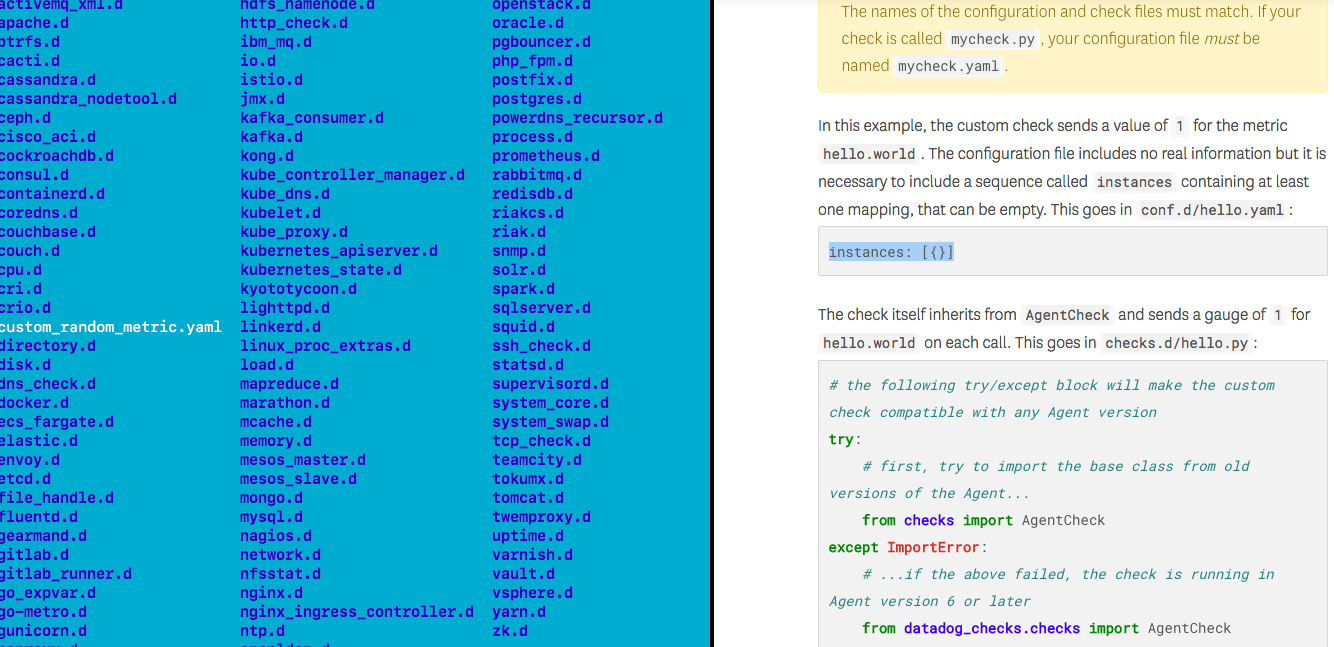 activemq_xml.d
apache.d
btrfs.d
cacti.d
cassandra.d
cassandra_nodetool.d
ceph.d
cisco_aci.d
cockroachdb.d
consul.d
containerd.d
coredns.d
couchbase.d
couch.d
cpu.d
cri.d
crio.d
custom_random_metric.yaml
directory.d
disk.d
dns_check.d
docker.d
ecs_fargate.d
elastic.d
envoy.d
etcd.d
file_handle.d
fluentd.d
gearmand.d
gitlab.d
gitlab_runner.d
go_expvar.d
go-metro.d
gunicorn.d
hdfs_namenode.d
http_check.d
ibm_mq.d
io.d
istio.d
jmx.d
kafka_consumer.d
kafka.d
kong.d
kube_controller_manager.d
kube_dns.d
kubelet.d
kube_proxy.d
kubernetes_apiserver.d
kubernetes_state.d
kyototycoon.d
lighttpd.d
linkerd.d
linux_proc_extras.d
load.d
mapreduce.d
marathon.d
mcache.d
memory.d
mesos_master.d
mesos_slave.d
mongo.d
mysql.d
nagios.d
network.d
nfsstat.d
nginx.d
nginx_ingress_controller.d
ntp.d
openstack.d
oracle.d
pgbouncer.d
php_fpm.d
postfix.d
postgres.d
powerdns_recursor.d
process.d
prometheus.d
rabbitmq.d
redisdb.d
riakcs.d
riak.d
snmp.d
solr.d
spark.d
sqlserver.d
squid.d
ssh_check.d
statsd.d
supervisord.d
system_core.d
system_swap.d
tcp_check.d
teamcity.d
tokumx.d
tomcat.d
twemproxy.d
uptime.d
varnish.d
vault.d
vsphere.d
yarn.d
zk.d
The names of the configuration and check files must match. If your
check is called mycheck.py, your configuration file must be
named mycheck.yaml.
In this example, the custom check sends a value of 1 for the metric
hello.world. The configuration file includes no real information but it is
necessary to include a sequence called instances containing at least
one mapping, that can be empty. This goes in conf.d/hello.yaml:
instances: [{}]
The check itself inherits from AgentCheck and sends a gauge of 1 for
hello.world on each call. This goes in checks.d/hello.py:
# the following try/except block will make the custom
check compatible with any Agent version
try:
# first, try to import the base class from old
versions of the Agent...
from checks import AgentCheck
except ImportError:
# ...if the above failed, the check is running in
Agent version 6 or later
from datadog_checks.checks import AgentCheck